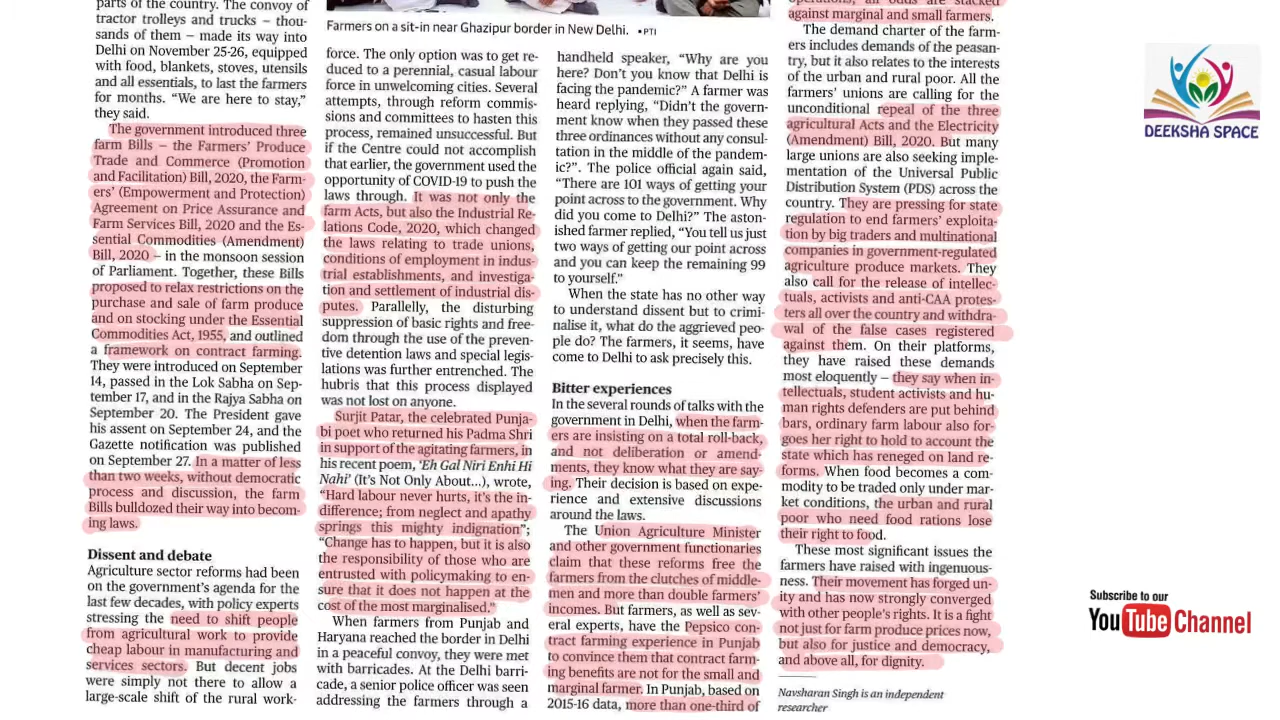 parts of the country. The convoy of
tractor trolleys and trucks – thou-
sands of them – made its way into
Delhi on November 25-26, equipped
with food, blankets, stoves, utensils
and all essentials, to last the farmers
for months. “We are here to stay,”
they said.
The government introduced three
farm Bills – the Farmers’ Produce
Trade and Commerce (Promotion
and Facilitation) Bill, 2020, the Farm-
ers’ (Empowerment and Protection)
Agreement on Price Assurance and
Farm Services Bill, 2020 and the Es-
sential Commodities (Amendment)
Bill, 2020 – in the monsoon session
of Parliament. Together, these Bills
proposed to relax restrictions on the
purchase and sale of farm produce
and on stocking under the Essential
Commodities Act, 1955, and outlined
a framework on contract farming.
They were introduced on September
14, passed in the Lok Sabha on Sep-
tember 17, and in the Rajya Sabha on
September 20. The President gave
his assent on September 24, and the
Gazette notification was published
on September 27. In a matter of less
than two weeks, without democratic
process and discussion, the farm
Bills bulldozed their way into becom-
ing laws.
Dissent and debate
Agriculture sector reforms had been
on the government’s agenda for the
last few decades, with policy experts
stressing the need to shift people
from agricultural work to provide
cheap labour in manufacturing and
services sectors. But decent jobs
were simply not there to allow a
large-scale shift of the rural work-
Farmers on a sit-in near Ghazipur border in New Delhi. •PTI
force. The only option was to get re-
duced to a perennial, casual labour
force in unwelcoming cities. Several
attempts, through reform commis-
sions and committees to hasten this
process, remained unsuccessful. But
if the Centre could not accomplish
that earlier, the government used the
opportunity of COVID-19 to push the
laws through. It was not only the
farm Acts, but also the Industrial Re-
lations Code, 2020, which changed
the laws relating to trade unions,
conditions of employment in indus-
trial establishments, and investiga-
tion and settlement of industrial dis-
putes. Parallelly, the disturbing
suppression of basic rights and free-
dom through the use of the preven-
tive detention laws and special legis-
lations was further entrenched. The
hubris that this process displayed
was not lost on anyone.
Surjit Patar, the celebrated Punja-
bi poet who returned his Padma Shri
in support of the agitating farmers, in
his recent poem, ‘Eh Gal Niri Enhi Hi
Nahi’ (It’s Not Only About...), wrote,
“Hard labour never hurts, it’s the in-
difference; from neglect and apathy
springs this mighty indignation”;
“Change has to happen, but it is also
the responsibility of those who are
entrusted with policymaking to en-
sure that it does not happen at the
cost of the most marginalised.”
When farmers from Punjab and
Haryana reached the border in Delhi
in a peaceful convoy, they were met
with barricades. At the Delhi barri-
cade, a senior police officer was seen
addressing the farmers through a
handheld speaker, “Why are you
here? Don’t you know that Delhi is
facing the pandemic?” A farmer was
heard replying, “Didn’t the govern-
ment know when they passed these
three ordinances without any consul-
tation in the middle of the pandem-
ic?”. The police official again said,
“There are 101 ways of getting your
point across to the government. Why
did you come to Delhi?” The aston-
ished farmer replied, “You tell us just
two ways of getting our point across
and you can keep the remaining 99
to yourself.”
When the state has no other way
to understand dissent but to crimi-
nalise it, what do the aggrieved peo-
ple do? The farmers, it seems, have
come to Delhi to ask precisely this.
Bitter experiences
In the several rounds of talks with the
government in Delhi, when the farm-
ers are insisting on a total roll-back,
and not deliberation or amend-
ments, they know what they are say-
ing. Their decision is based on expe-
rience and extensive discussions
around the laws.
The Union Agriculture Minister
and other government functionaries
claim that these reforms free the
farmers from the clutches of middle-
men and more than double farmers’
incomes. But farmers, as well as sev-
eral experts, have the Pepsico con-
tract farming experience in Punjab
to convince them that contract farm-
ing benefits are not for the small and
marginal farmer. In Punjab, based on
2015-16 data, more than one-third of
operations, all odds are stacked
against marginal and small farmers.
The demand charter of the farm-
ers includes demands of the peasan-
try, but it also relates to the interests
of the urban and rural poor. All the
farmers’ unions are calling for the
unconditional repeal of the three
agricultural Acts and the Electricity
(Amendment) Bill, 2020. But many
large unions are also seeking imple-
mentation of the Universal Public
Distribution System (PDS) across the
country. They are pressing for state
regulation to end farmers’ exploita-
tion by big traders and multinational
companies in government-regulated
agriculture produce markets. They
also call for the release of intellec-
tuals, activists and anti-CAA protes-
ters all over the country and withdra-
wal of the false cases registered
against them. On their platforms,
they have raised these demands
most eloquently – they say when in-
tellectuals, student activists and hu-
man rights defenders are put behind
bars, ordinary farm labour also for-
goes her right to hold to account the
state which has reneged on land re-
forms. When food becomes a com-
modity to be traded only under mar-
ket conditions, the urban and rural
poor who need food rations lose
their right to food.
These most significant issues the
farmers have raised with ingenuous-
ness. Their movement has forged un-
ity and has now strongly converged
with other people’s rights. It is a fight
not just for farm produce prices now,
but also for justice and democracy,
and above all, for dignity.
Navsharan Singh is an independent
researcher
DEEKSHA SPACE
Subscribe to our
YouTube Channel